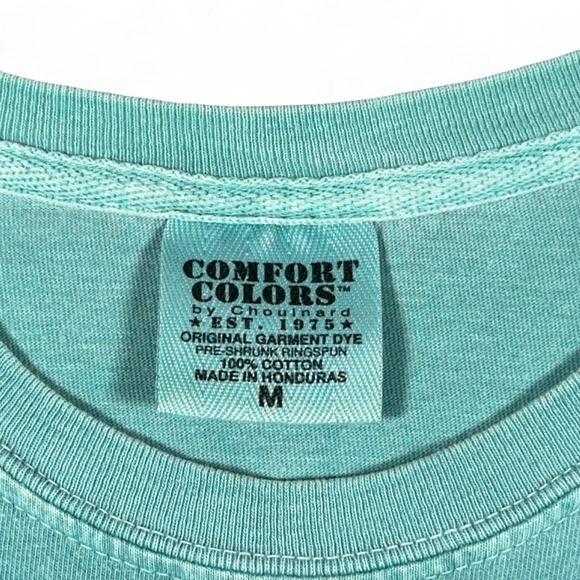 COMFORT
COLORS™
by Chouinard
★ EST. 1975 ★
ORIGINAL GARMENT DYE
PRE-SHRUNK RINGSPUN
100% COTTON
MADE IN HONDURAS
M